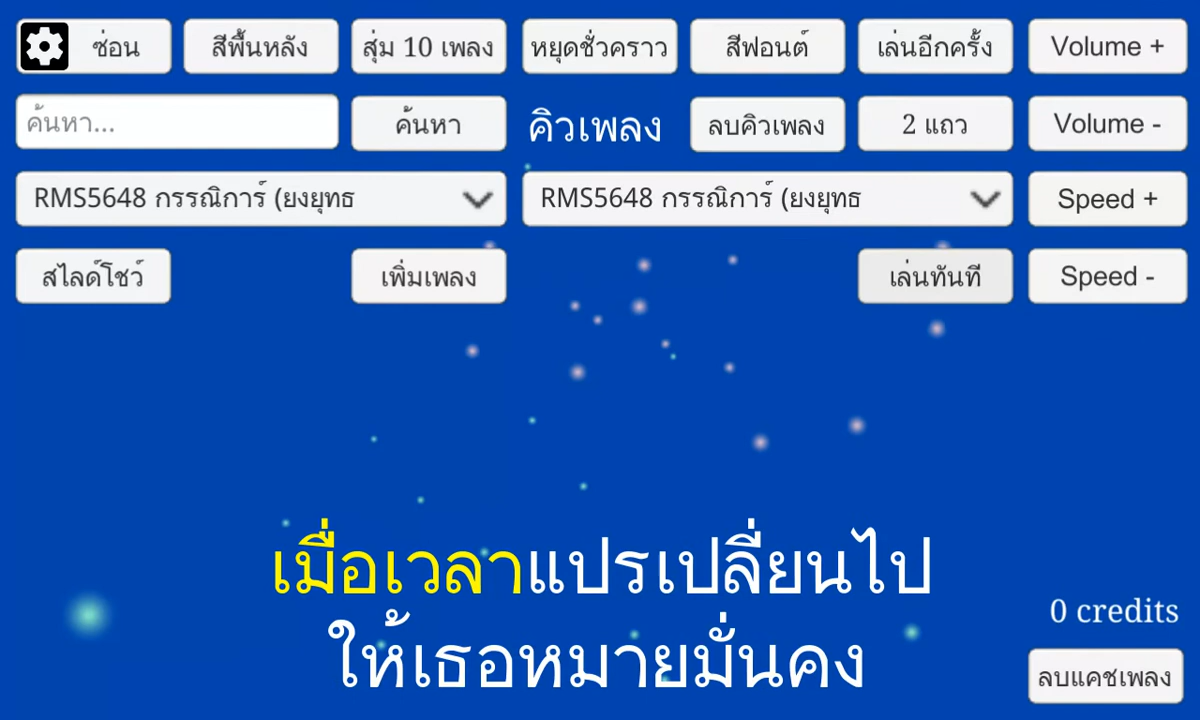 ซ่อน สีพื้นหลัง สุ่ม 10 เพลง หยุดชั่วคราว สีฟอนต์ เล่นอีกครั้ง Volume +
ค้นหา... ค้นหา คิวเพลง ลบคิวเพลง 2 แถว Volume -
RMS5648 กรรณิการ์ (ยงยุทธ RMS5648 กรรณิการ์ (ยงยุทธ Speed +
สไลด์โชว์ เพิ่มเพลง เล่นทันที Speed -
เมื่อเวลาแปรเปลี่ยนไป
ให้เธอหมายมั่นคง
0 credits
ลบแคชเพลง